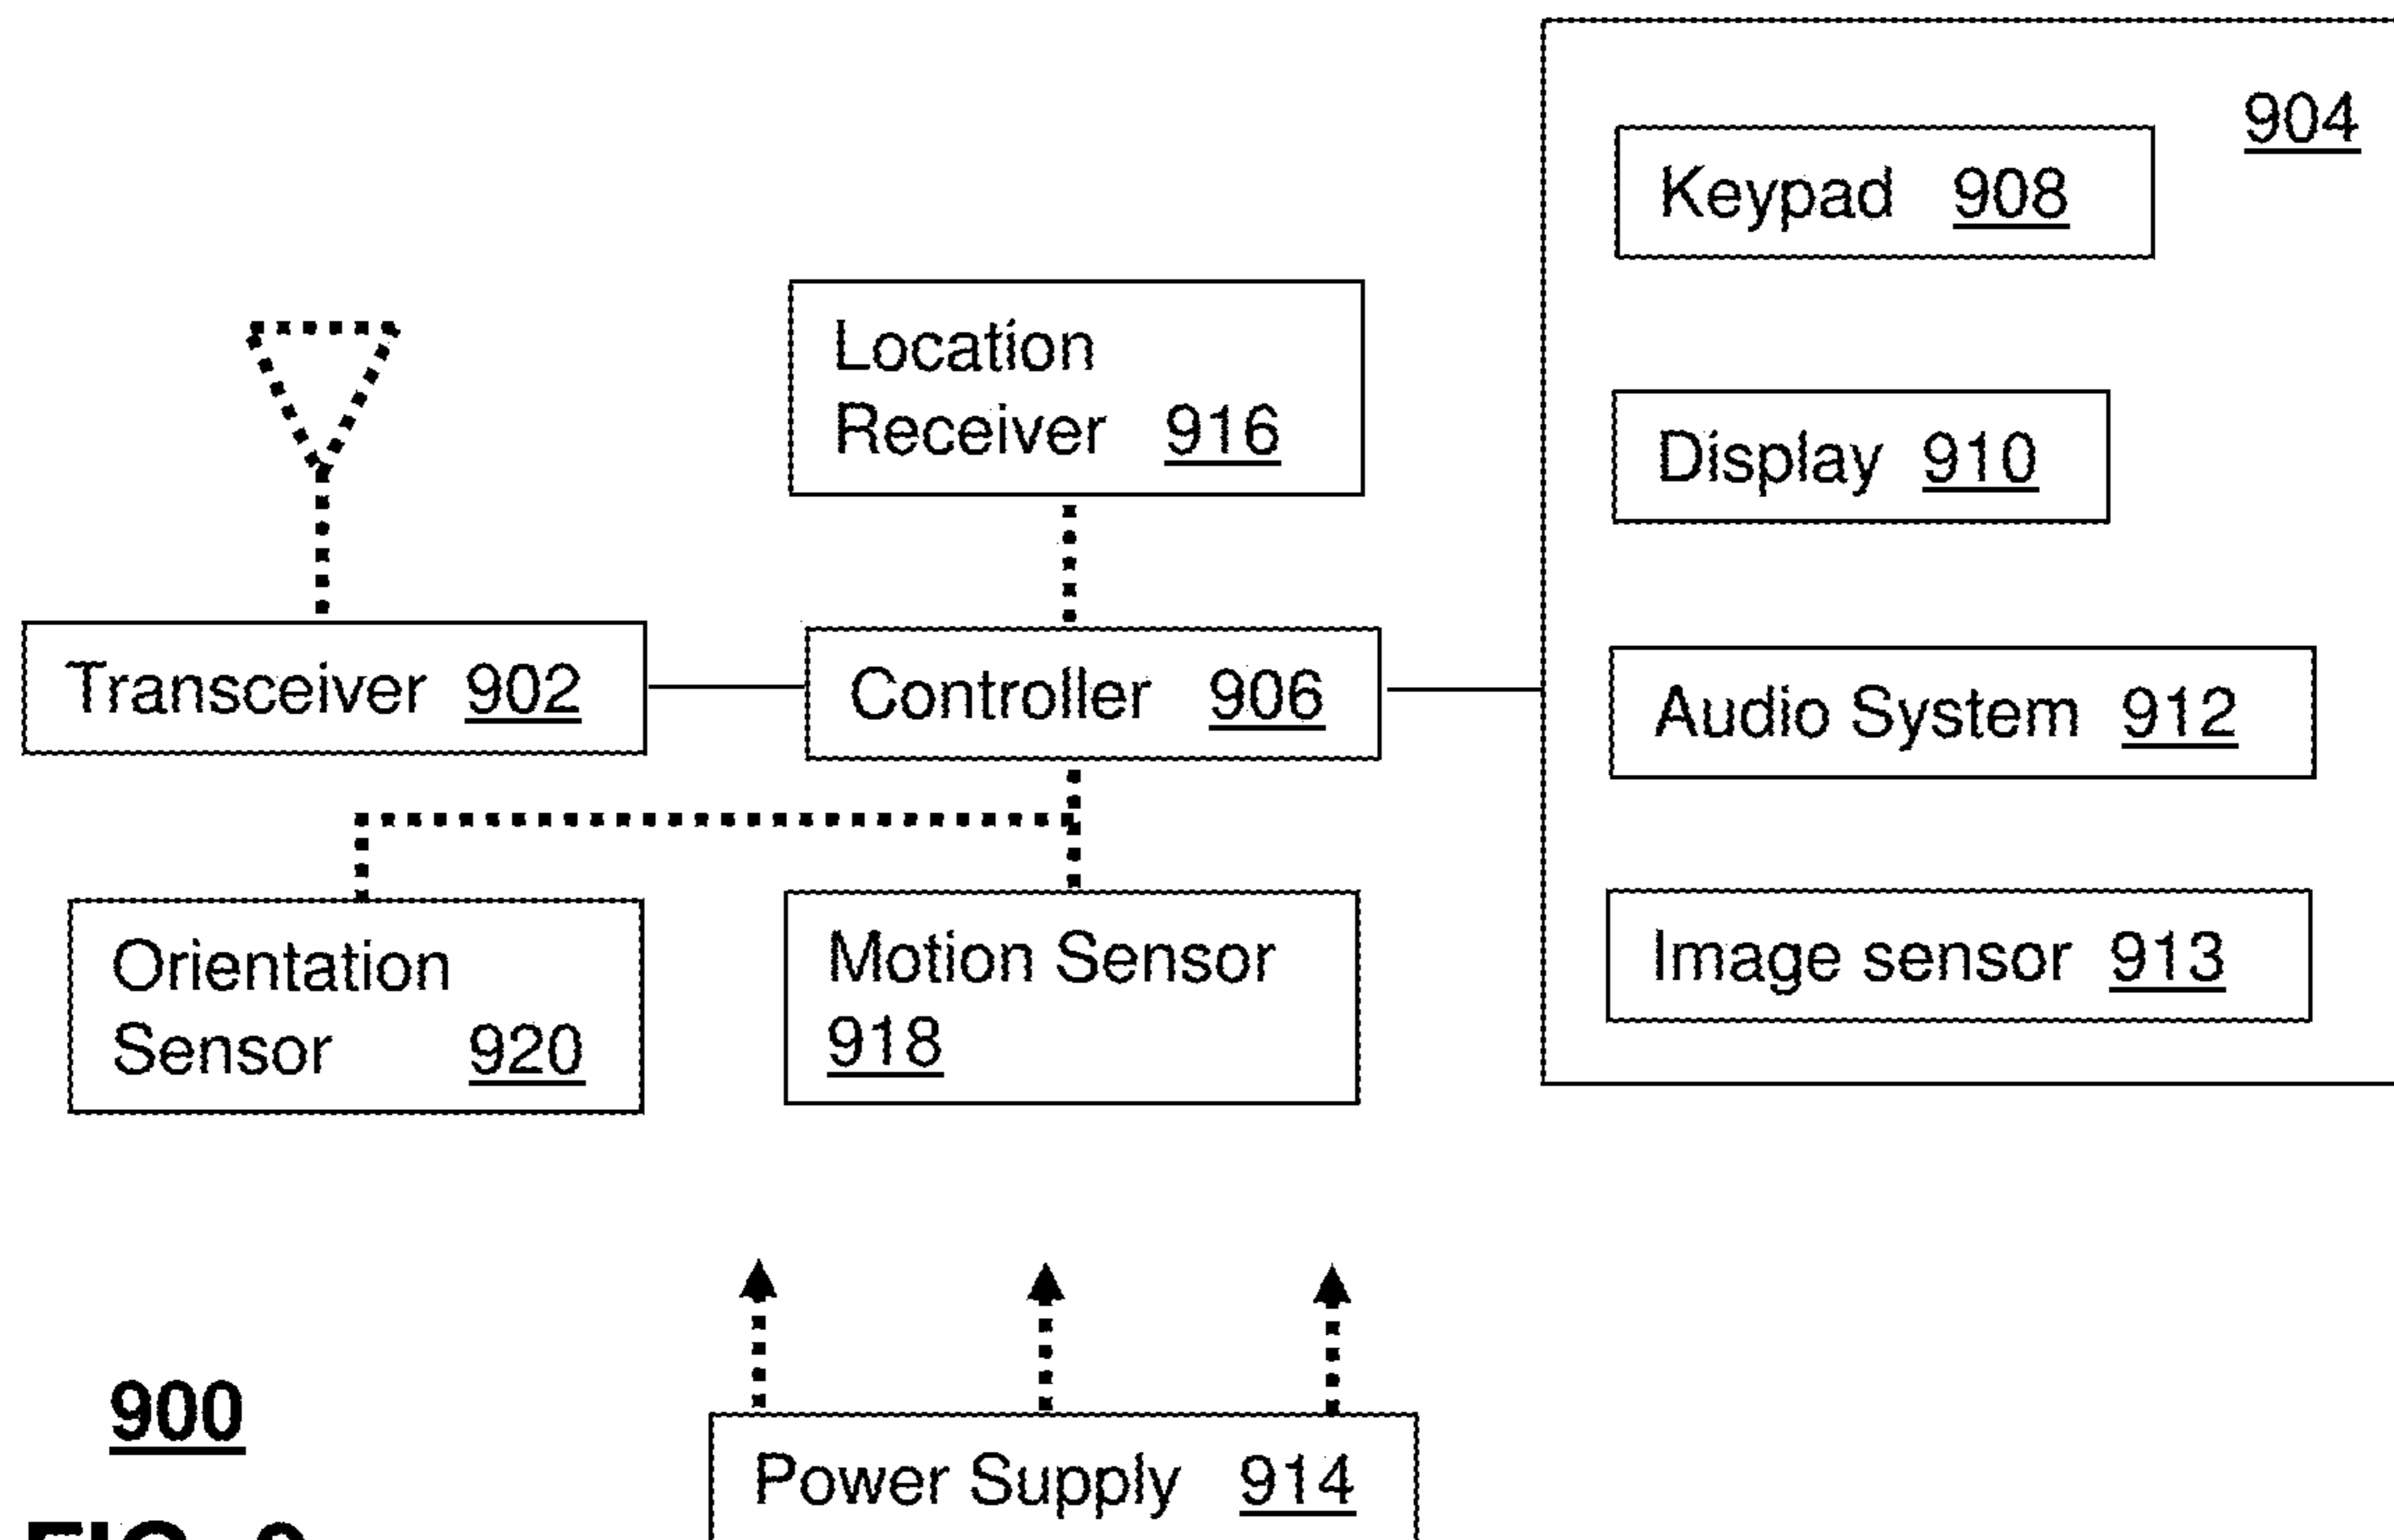 904
Keypad 908
Location
Receiver 916
Display 910
Transceiver 902
Controller 906
Audio System 912
Orientation
Sensor 920
Motion Sensor
918
Image sensor 913
900
Power Supply 914